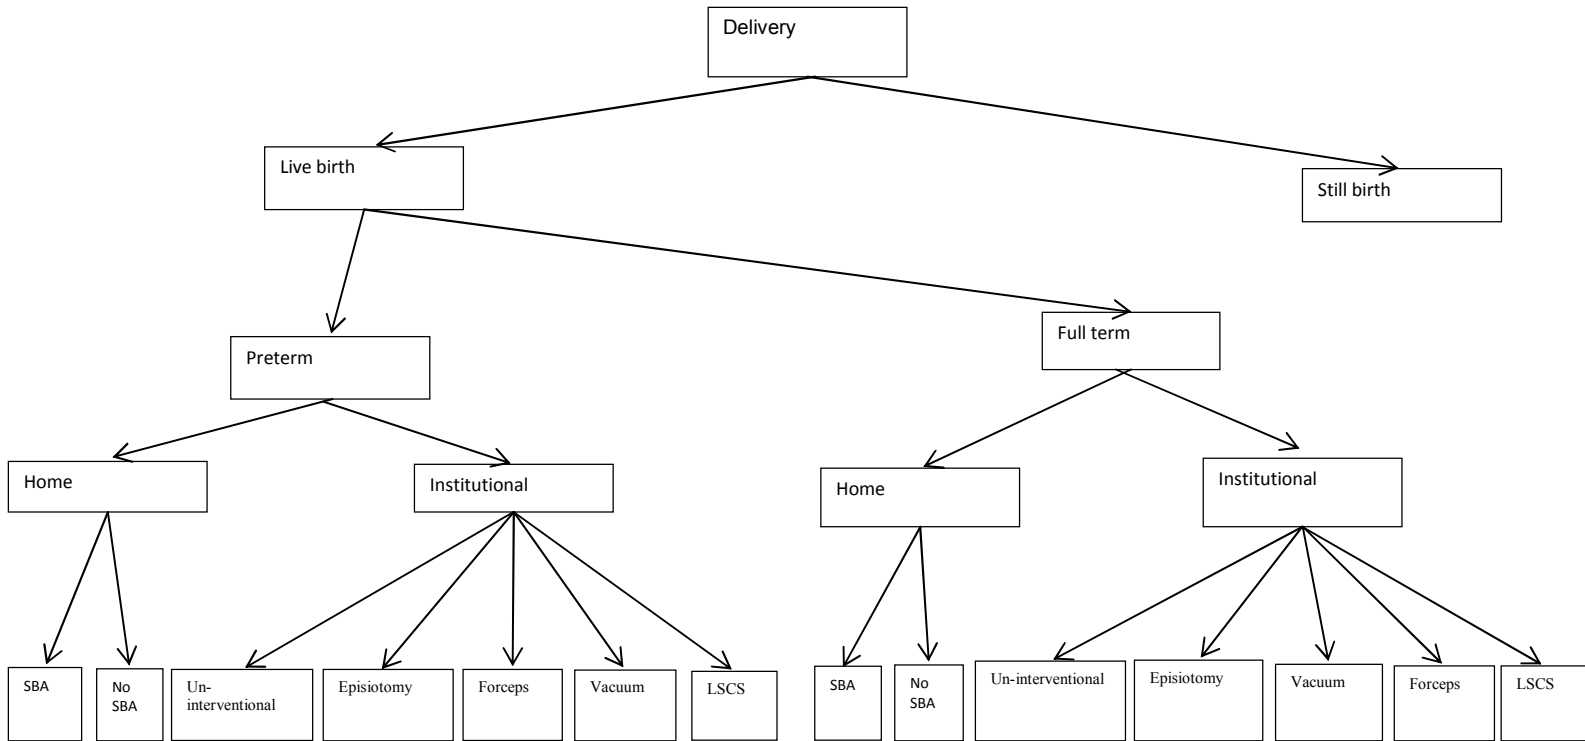 Delivery
Live birth
Still birth
Preterm
Full term
Home
Institutional
Home
Institutional
SBA
No
SBA
Un-
interventional
Episiotomy
Forceps
Vacuum
LSCS
SBA
No
SBA
Un-interventional
Episiotomy
Vacuum
Forceps
LSCS